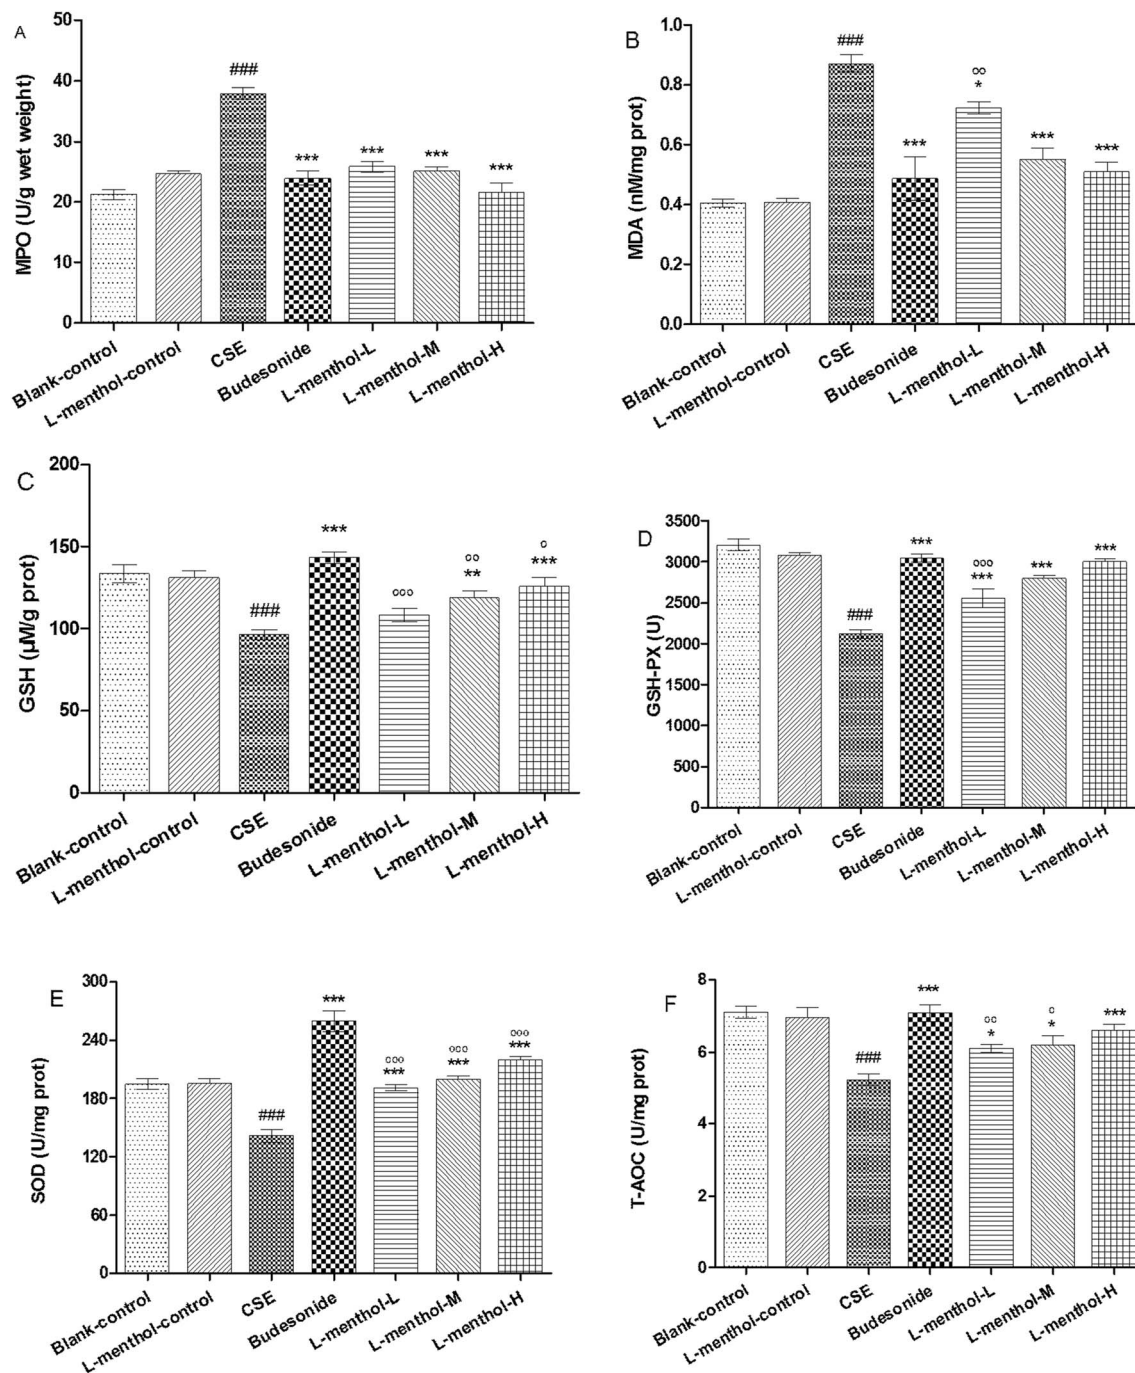 A
MPO (U/g wet weight)
50
40
30
20
10
0
###
***
***
***
***
Blank-control
L-menthol-control
CSE
Budesonide
L-menthol-L
L-menthol-M
L-menthol-H
B
MDA (nM/mg prot)
1.0
0.8
0.6
0.4
0.2
0.0
###
***
°°
*
***
***
Blank-control
L-menthol-control
CSE
Budesonide
L-menthol-L
L-menthol-M
L-menthol-H
C
GSH (µM/g prot)
200
150
100
50
0
###
***
°°°
°°
**
°
***
Blank-control
L-menthol-control
CSE
Budesonide
L-menthol-L
L-menthol-M
L-menthol-H
D
GSH-PX (U)
3500
3000
2500
2000
1500
1000
500
0
###
***
°°°
***
***
***
Blank-control
L-menthol-control
CSE
Budesonide
L-menthol-L
L-menthol-M
L-menthol-H
E
SOD (U/mg prot)
300
240
180
120
60
0
###
***
°°°
***
°°°
***
°°°
***
Blank-control
L-menthol-control
CSE
Budesonide
L-menthol-L
L-menthol-M
L-menthol-H
F
T-AOC (U/mg prot)
8
6
4
2
0
###
***
°°
*
°
*
***
Blank-control
L-menthol-control
CSE
Budesonide
L-menthol-L
L-menthol-M
L-menthol-H